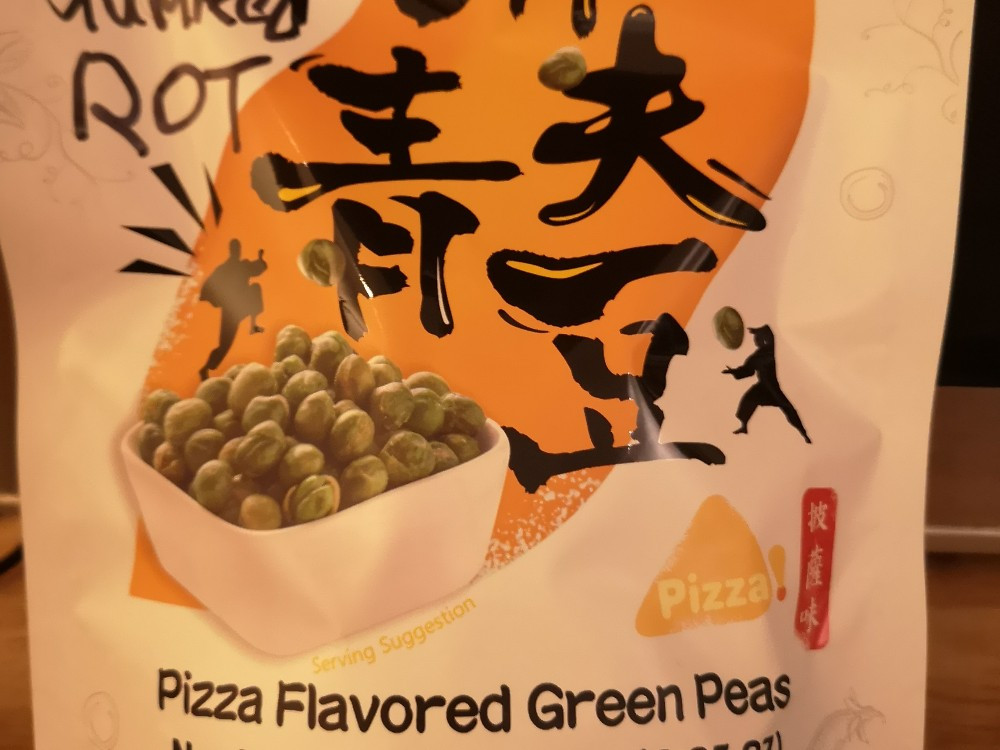 ROT
夫
青
豆
Pizza!
披薩味
Serving Suggestion
Pizza Flavored Green Peas